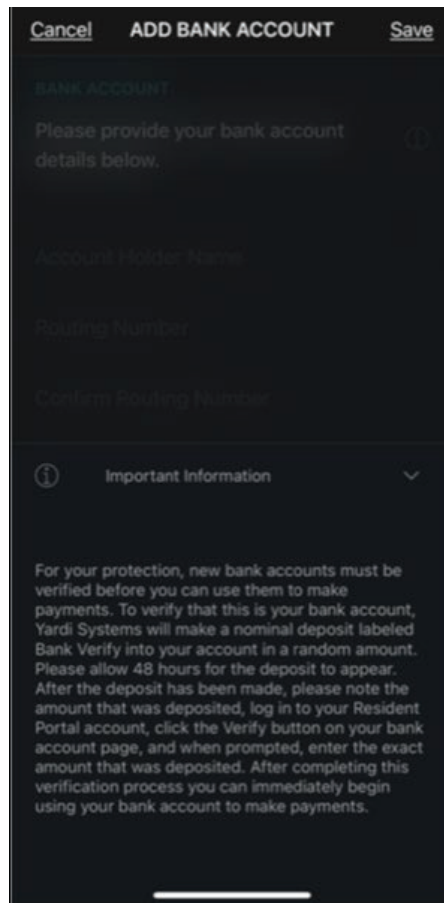 Cancel ADD BANK ACCOUNT Save
BANK ACCOUNT
Please provide your bank account
details below.
Account Holder Name
Routing Number
Confirm Routing Number
Important Information
For your protection, new bank accounts must be
verified before you can use them to make
payments. To verify that this is your bank account,
Yardi Systems will make a nominal deposit labeled
Bank Verify into your account in a random amount.
Please allow 48 hours for the deposit to appear.
After the deposit has been made, please note the
amount that was deposited, log in to your Resident
Portal account, click the Verify button on your bank
account page, and when prompted, enter the exact
amount that was deposited. After completing this
verification process you can immediately begin
using your bank account to make payments.